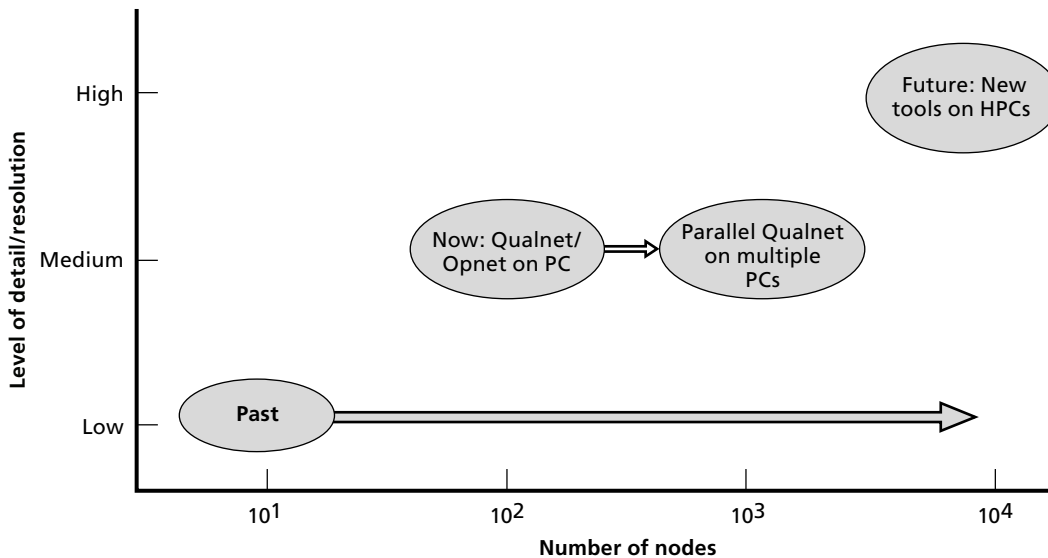 Level of detail/resolution
High
Medium
Low
Future: New
tools on HPCs
Now: Qualnet/
Opnet on PC
Parallel Qualnet
on multiple
PCs
Past
10¹
10²
10³
10⁴
Number of nodes